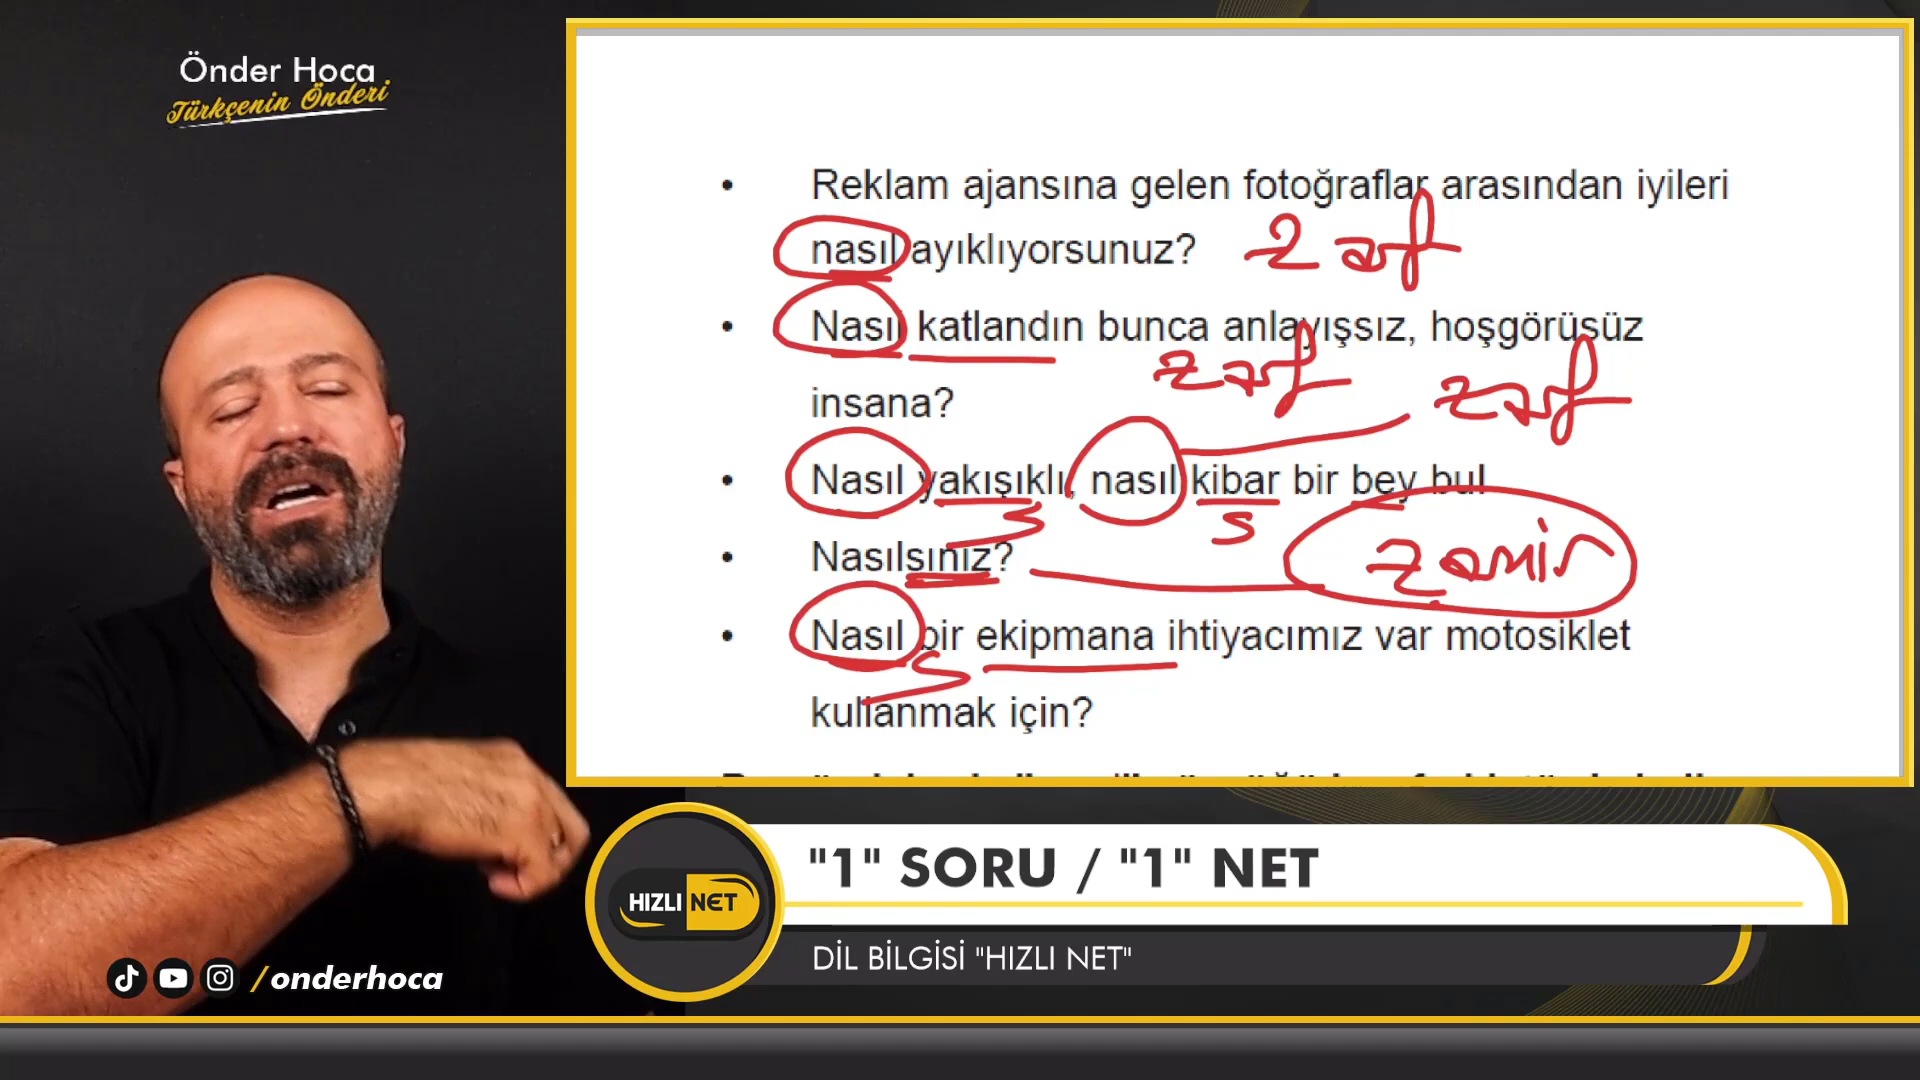 Önder Hoca
Türkçenin Önderi
• Reklam ajansına gelen fotoğraflar arasından iyileri
nasıl ayıklıyorsunuz? zarf
• Nasıl katlandın bunca anlayışsız, hoşgörüsüz
zarf zarf
insana?
• Nasıl yakışıklı, nasıl kibar bir bey bu!
S S
• Nasılsınız? zamir
• Nasıl bir ekipmana ihtiyacımız var motosiklet
S
kullanmak için?
"1" SORU / "1" NET
HIZLI NET
DİL BİLGİSİ "HIZLI NET"
/onderhoca